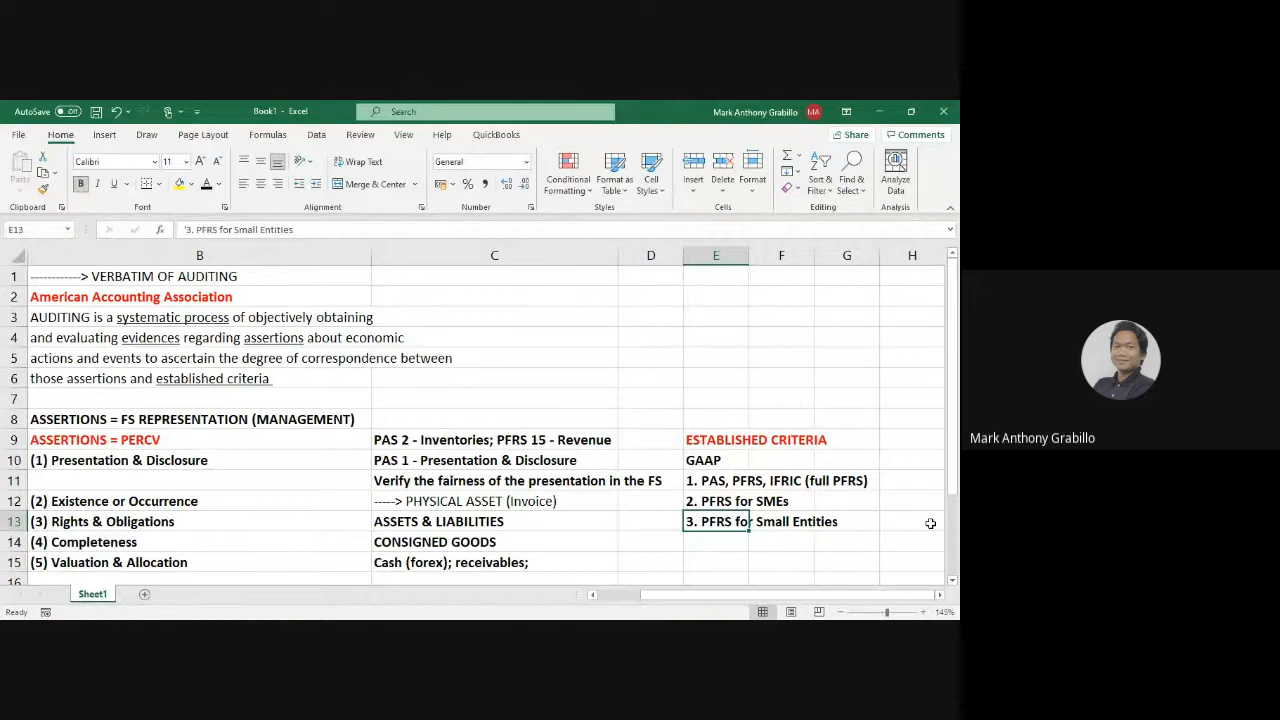 AutoSave Off Book1 - Excel Search Mark Anthony Grabillo MA
File Home Insert Draw Page Layout Formulas Data Review View Help QuickBooks Share Comments
Paste Calibri 11 A A Wrap Text General Conditional Formatting Format as Table Cell Styles Insert Delete Format Sort & Filter Find & Select Analyze Data
B I U A Merge & Center % 9
Clipboard Font Alignment Number Styles Cells Editing Analysis
E13 fx '3. PFRS for Small Entities
B C D E F G H
1 ------------> VERBATIM OF AUDITING
2 American Accounting Association
3 AUDITING is a systematic process of objectively obtaining
4 and evaluating evidences regarding assertions about economic
5 actions and events to ascertain the degree of correspondence between
6 those assertions and established criteria
7
8 ASSERTIONS = FS REPRESENTATION (MANAGEMENT)
9 ASSERTIONS = PERCV PAS 2 - Inventories; PFRS 15 - Revenue ESTABLISHED CRITERIA
10 (1) Presentation & Disclosure PAS 1 - Presentation & Disclosure GAAP
11 Verify the fairness of the presentation in the FS 1. PAS, PFRS, IFRIC (full PFRS)
12 (2) Existence or Occurrence -----> PHYSICAL ASSET (Invoice) 2. PFRS for SMEs
13 (3) Rights & Obligations ASSETS & LIABILITIES 3. PFRS for Small Entities
14 (4) Completeness CONSIGNED GOODS
15 (5) Valuation & Allocation Cash (forex); receivables;
16
Sheet1
Ready 145%
Mark Anthony Grabillo